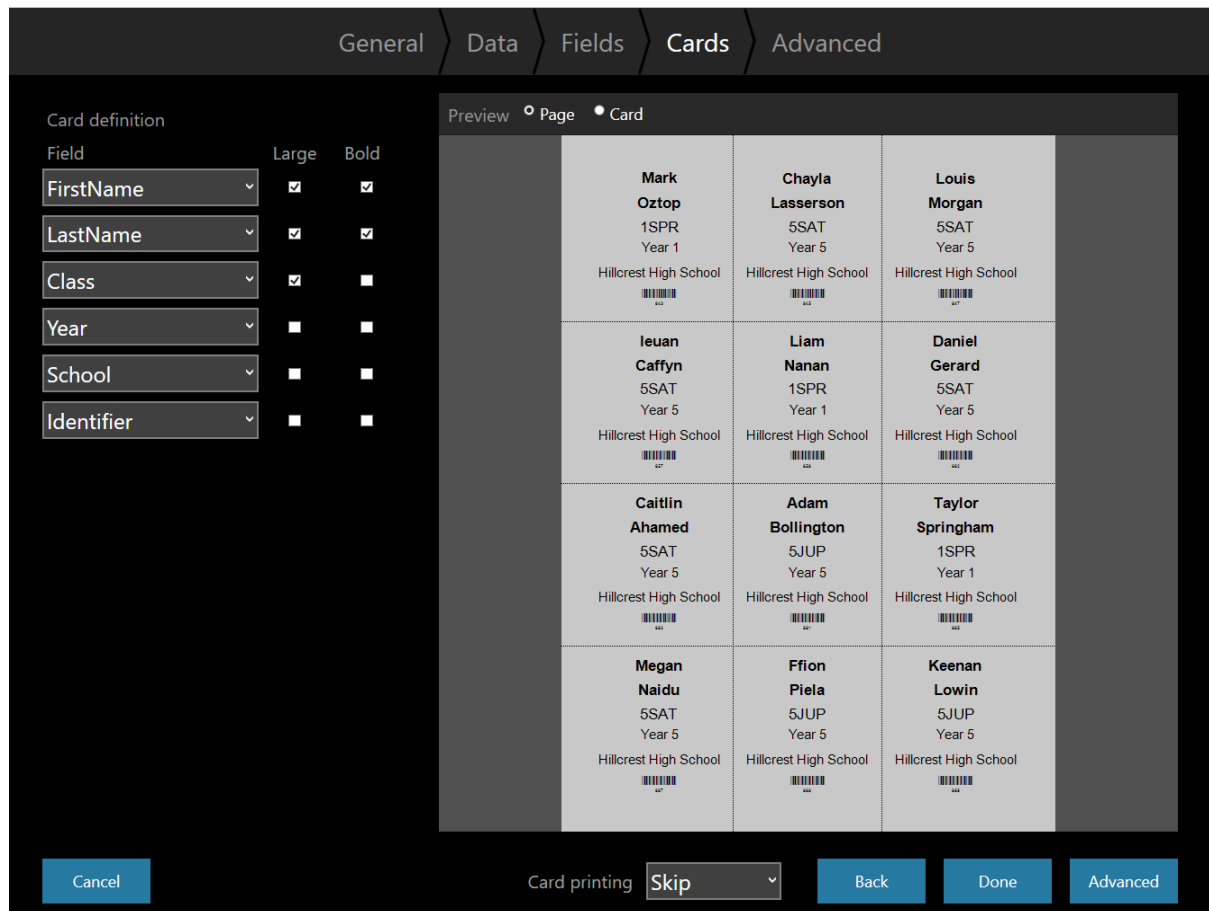 General Data Fields Cards Advanced
Card definition
Field Large Bold
FirstName
LastName
Class
Year
School
Identifier
Preview Page Card
Mark Chayla Louis
Oztop Lasserson Morgan
1SPR 5SAT 5SAT
Year 1 Year 5 Year 5
Hillcrest High School Hillcrest High School Hillcrest High School
Ieuan Liam Daniel
Caffyn Nanan Gerard
5SAT 1SPR 5SAT
Year 5 Year 1 Year 5
Hillcrest High School Hillcrest High School Hillcrest High School
Caitlin Adam Taylor
Ahamed Bollington Springham
5SAT 5JUP 1SPR
Year 5 Year 5 Year 1
Hillcrest High School Hillcrest High School Hillcrest High School
Megan Ffion Keenan
Naidu Piela Lowin
5SAT 5JUP 5JUP
Year 5 Year 5 Year 5
Hillcrest High School Hillcrest High School Hillcrest High School
Cancel Card printing Skip Back Done Advanced